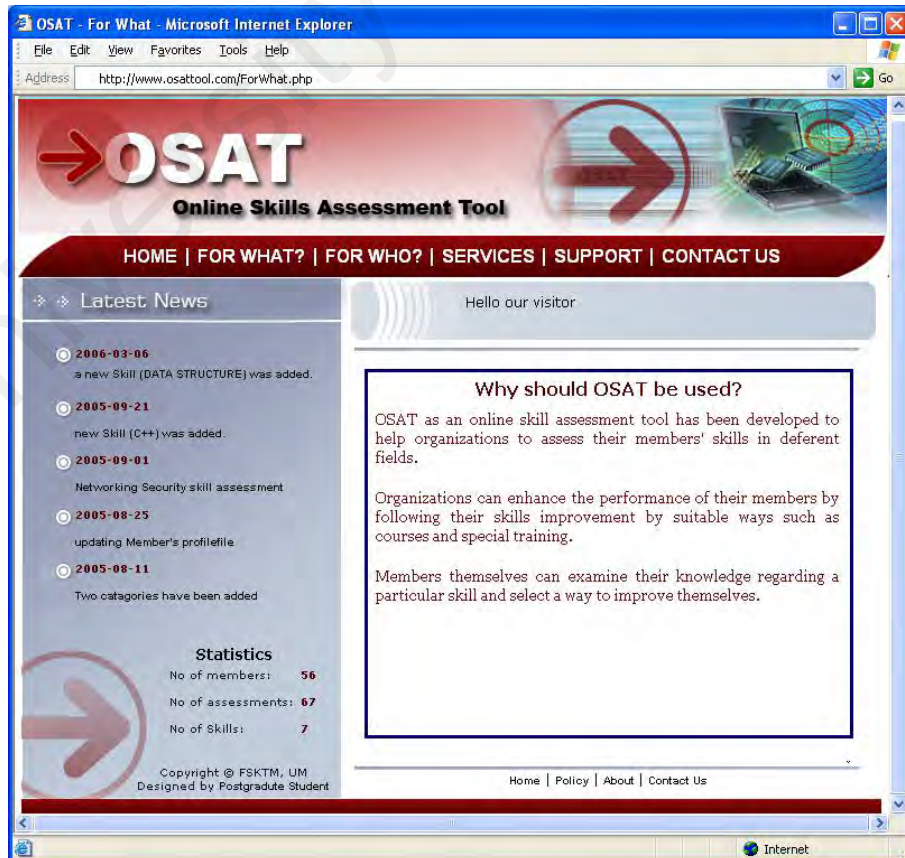 OSAT - For What - Microsoft Internet Explorer
File Edit View Favorites Tools Help
Address http://www.osattool.com/ForWhat.php Go
OSAT
Online Skills Assessment Tool
HOME | FOR WHAT? | FOR WHO? | SERVICES | SUPPORT | CONTACT US
Latest News
2006-03-06
a new Skill (DATA STRUCTURE) was added.
2005-09-21
new Skill (C++) was added.
2005-09-01
Networking Security skill assessment
2005-08-25
updating Member's profilefile
2005-08-11
Two catagories have been added
Statistics
No of members: 56
No of assessments: 67
No of Skills: 7
Copyright © FSKTM, UM
Designed by Postgradute Student
Hello our visitor
Why should OSAT be used?
OSAT as an online skill assessment tool has been developed to
help organizations to assess their members' skills in deferent
fields.
Organizations can enhance the performance of their members by
following their skills improvement by suitable ways such as
courses and special training.
Members themselves can examine their knowledge regarding a
particular skill and select a way to improve themselves.
Home | Policy | About | Contact Us
Internet